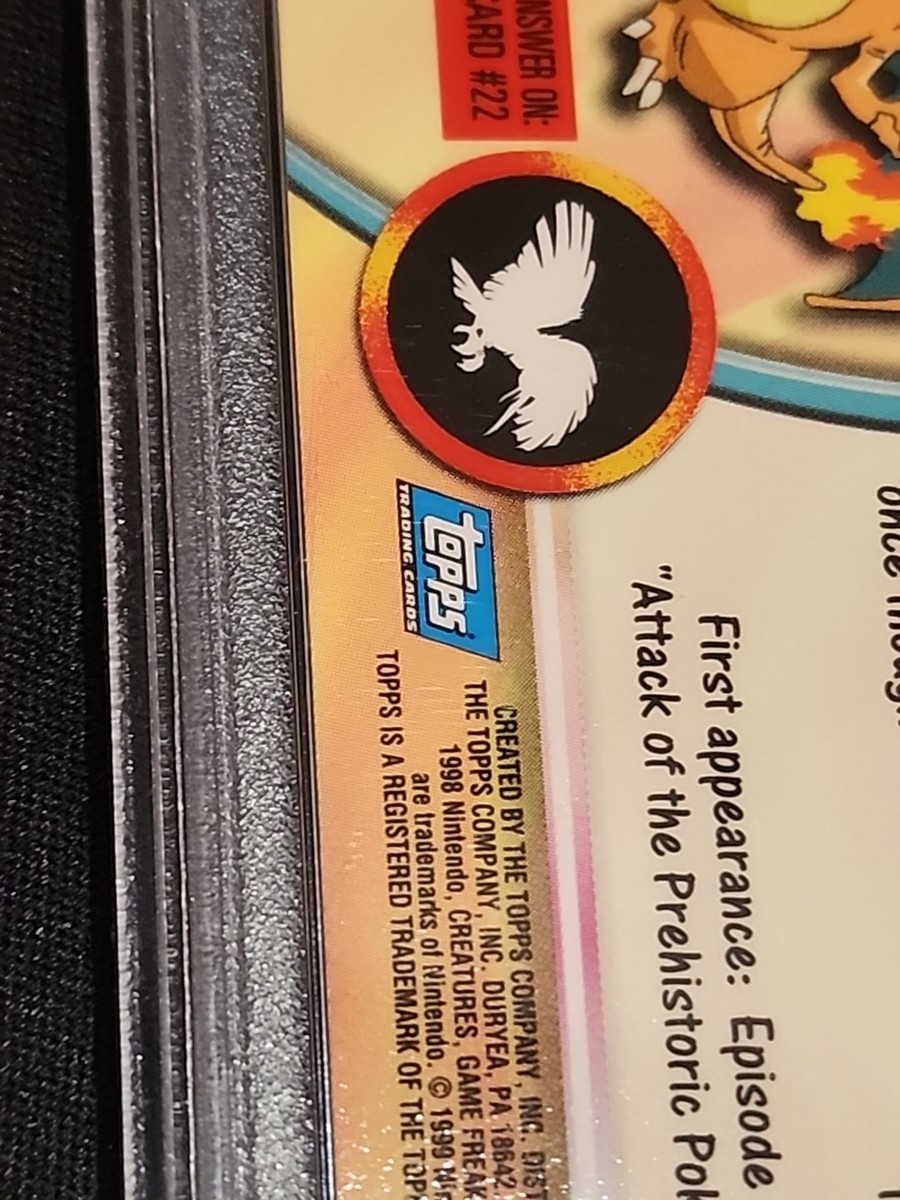 ANSWER ON:
CARD #22
First appearance: Episode
"Attack of the Prehistoric
topps
TRADING CARDS
CREATED BY THE TOPPS COMPANY, INC.
THE TOPPS COMPANY, INC. DURYEA, PA 18642.
1998 Nintendo, CREATURES, GAME FREAK
are trademarks of Nintendo. © 1999
TOPPS IS A REGISTERED TRADEMARK OF THE